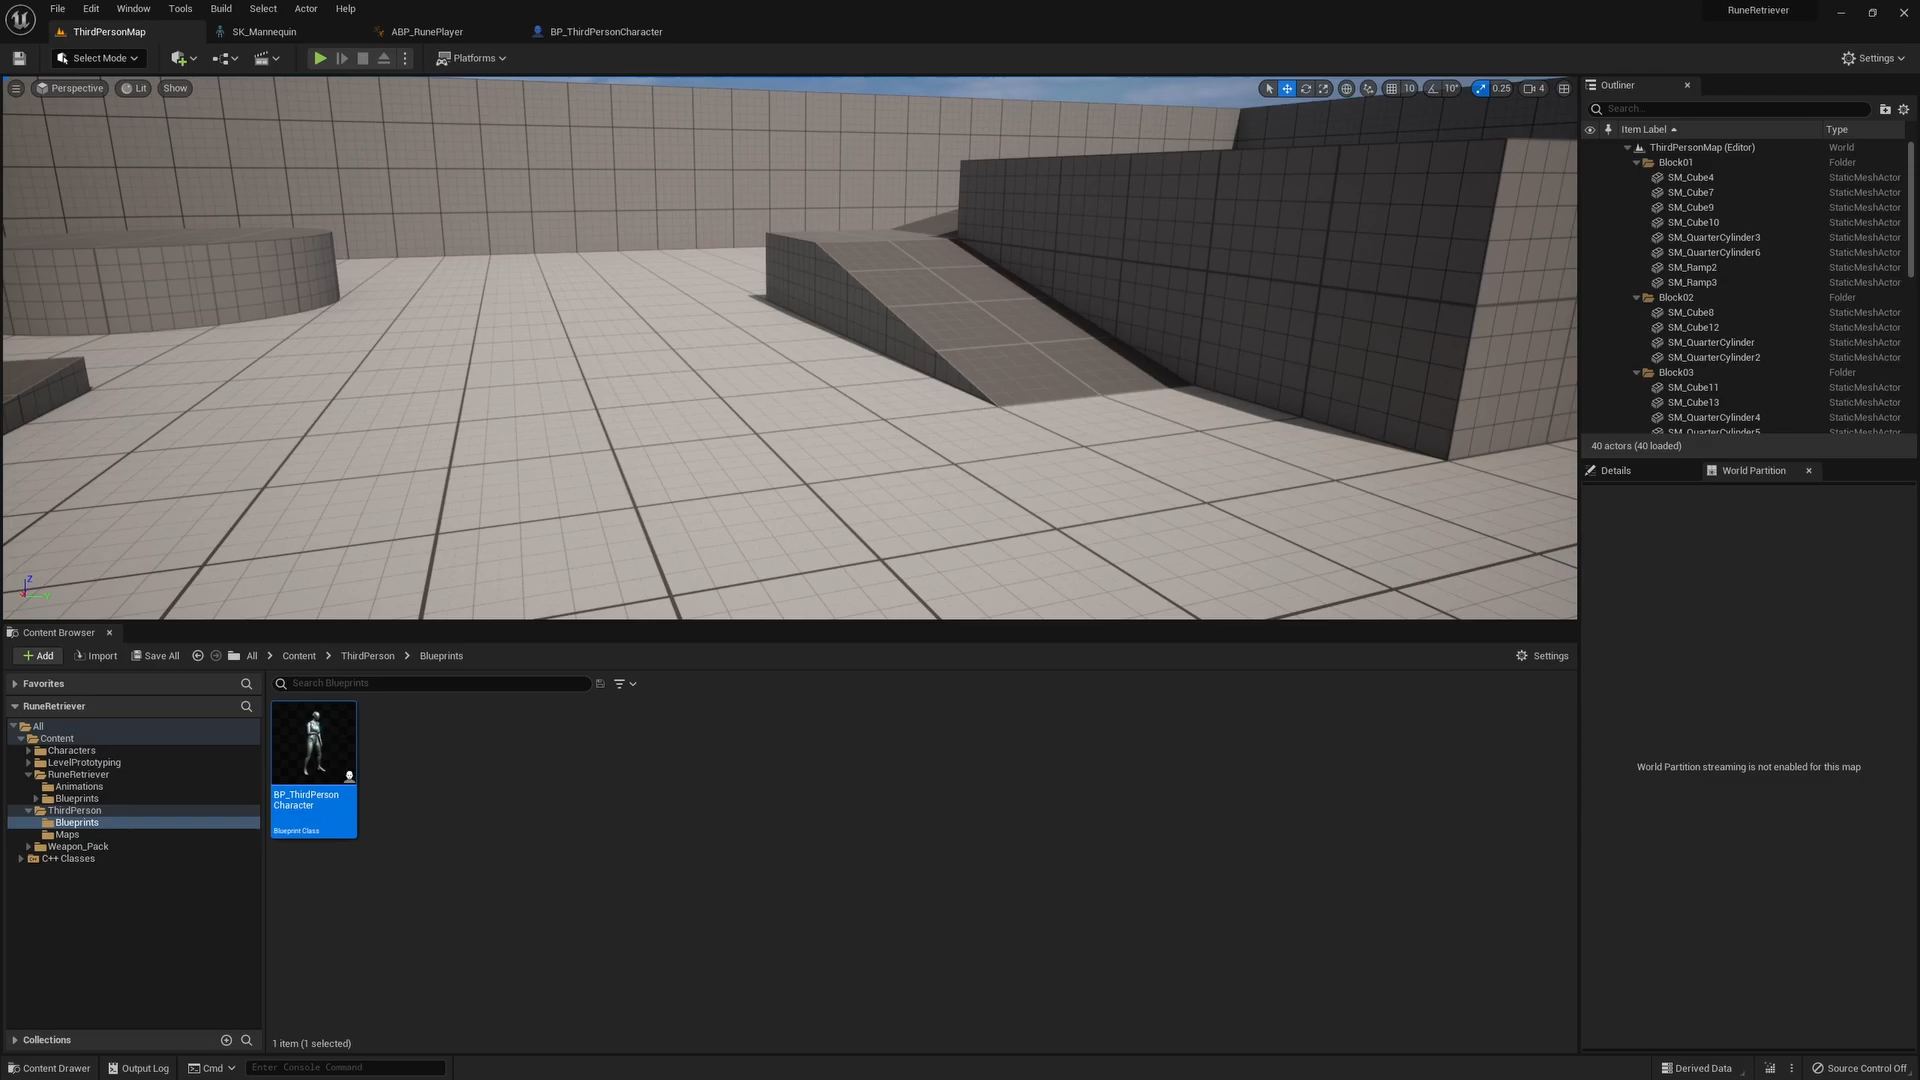 File Edit Window Tools Build Select Actor Help
RuneRetriever
ThirdPersonMap SK_Mannequin ABP_RunePlayer BP_ThirdPersonCharacter
Select Mode Platforms Settings
Perspective Lit Show
10 10° 0.25 4
Z
Y
Outliner
Search...
Item Label Type
ThirdPersonMap (Editor) World
Block01 Folder
SM_Cube4 StaticMeshActor
SM_Cube7 StaticMeshActor
SM_Cube9 StaticMeshActor
SM_Cube10 StaticMeshActor
SM_QuarterCylinder3 StaticMeshActor
SM_QuarterCylinder6 StaticMeshActor
SM_Ramp2 StaticMeshActor
SM_Ramp3 StaticMeshActor
Block02 Folder
SM_Cube8 StaticMeshActor
SM_Cube12 StaticMeshActor
SM_QuarterCylinder StaticMeshActor
SM_QuarterCylinder2 StaticMeshActor
Block03 Folder
SM_Cube11 StaticMeshActor
SM_Cube13 StaticMeshActor
SM_QuarterCylinder4 StaticMeshActor
SM_QuarterCylinder5 StaticMeshActor
40 actors (40 loaded)
Details World Partition
World Partition streaming is not enabled for this map
Content Browser
Add Import Save All All Content ThirdPerson Blueprints Settings
Favorites
RuneRetriever
All
Content
Characters
LevelPrototyping
RuneRetriever
Animations
Blueprints
ThirdPerson
Blueprints
Maps
Weapon_Pack
C++ Classes
Collections
Search Blueprints
BP_ThirdPerson
Character
Blueprint Class
1 item (1 selected)
Content Drawer Output Log Cmd Enter Console Command Derived Data Source Control Off